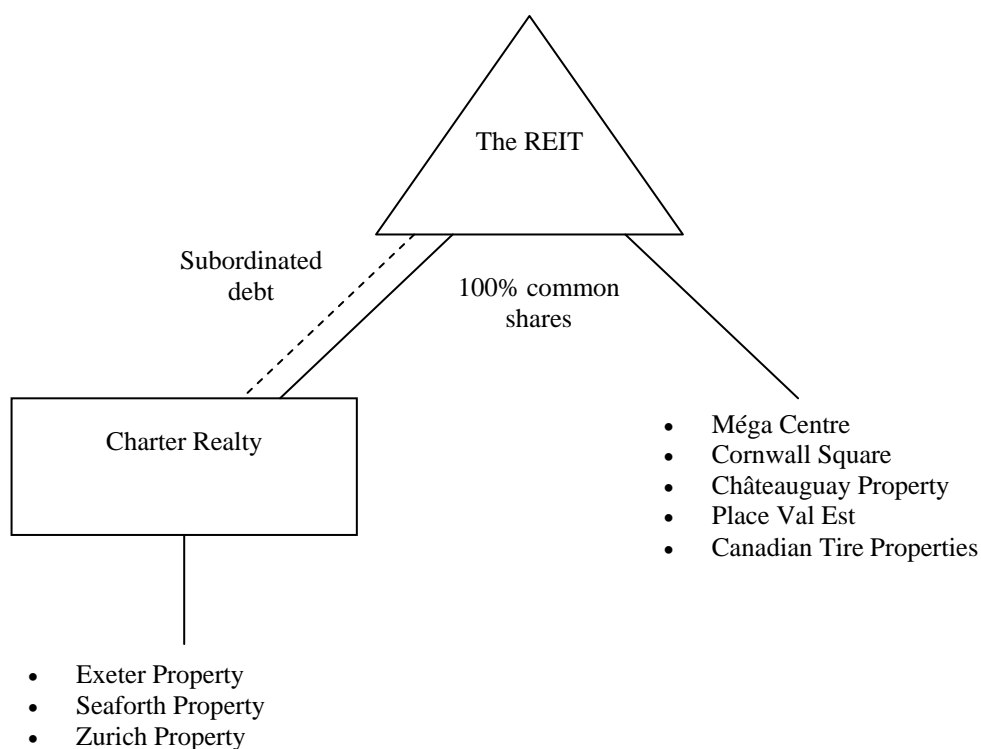 The REIT
Subordinated
debt
100% common
shares
Charter Realty
• Méga Centre
• Cornwall Square
• Châteauguay Property
• Place Val Est
• Canadian Tire Properties
• Exeter Property
• Seaforth Property
• Zurich Property